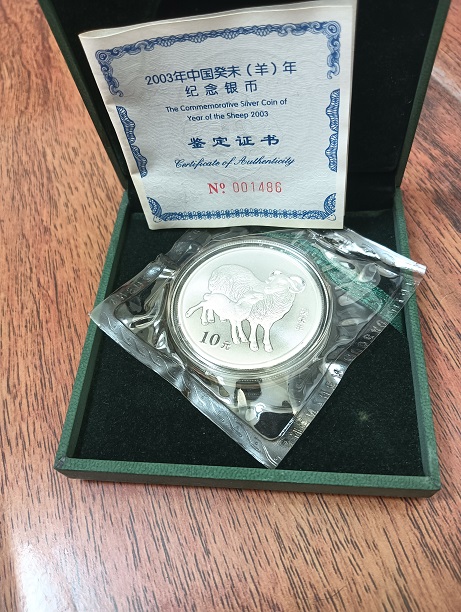 2003年中国癸未（羊）年
纪念银币
The Commemorative Silver Coin of
Year of the Sheep 2003
鉴定证书
Certificate of Authenticity
Nº 001486
10元